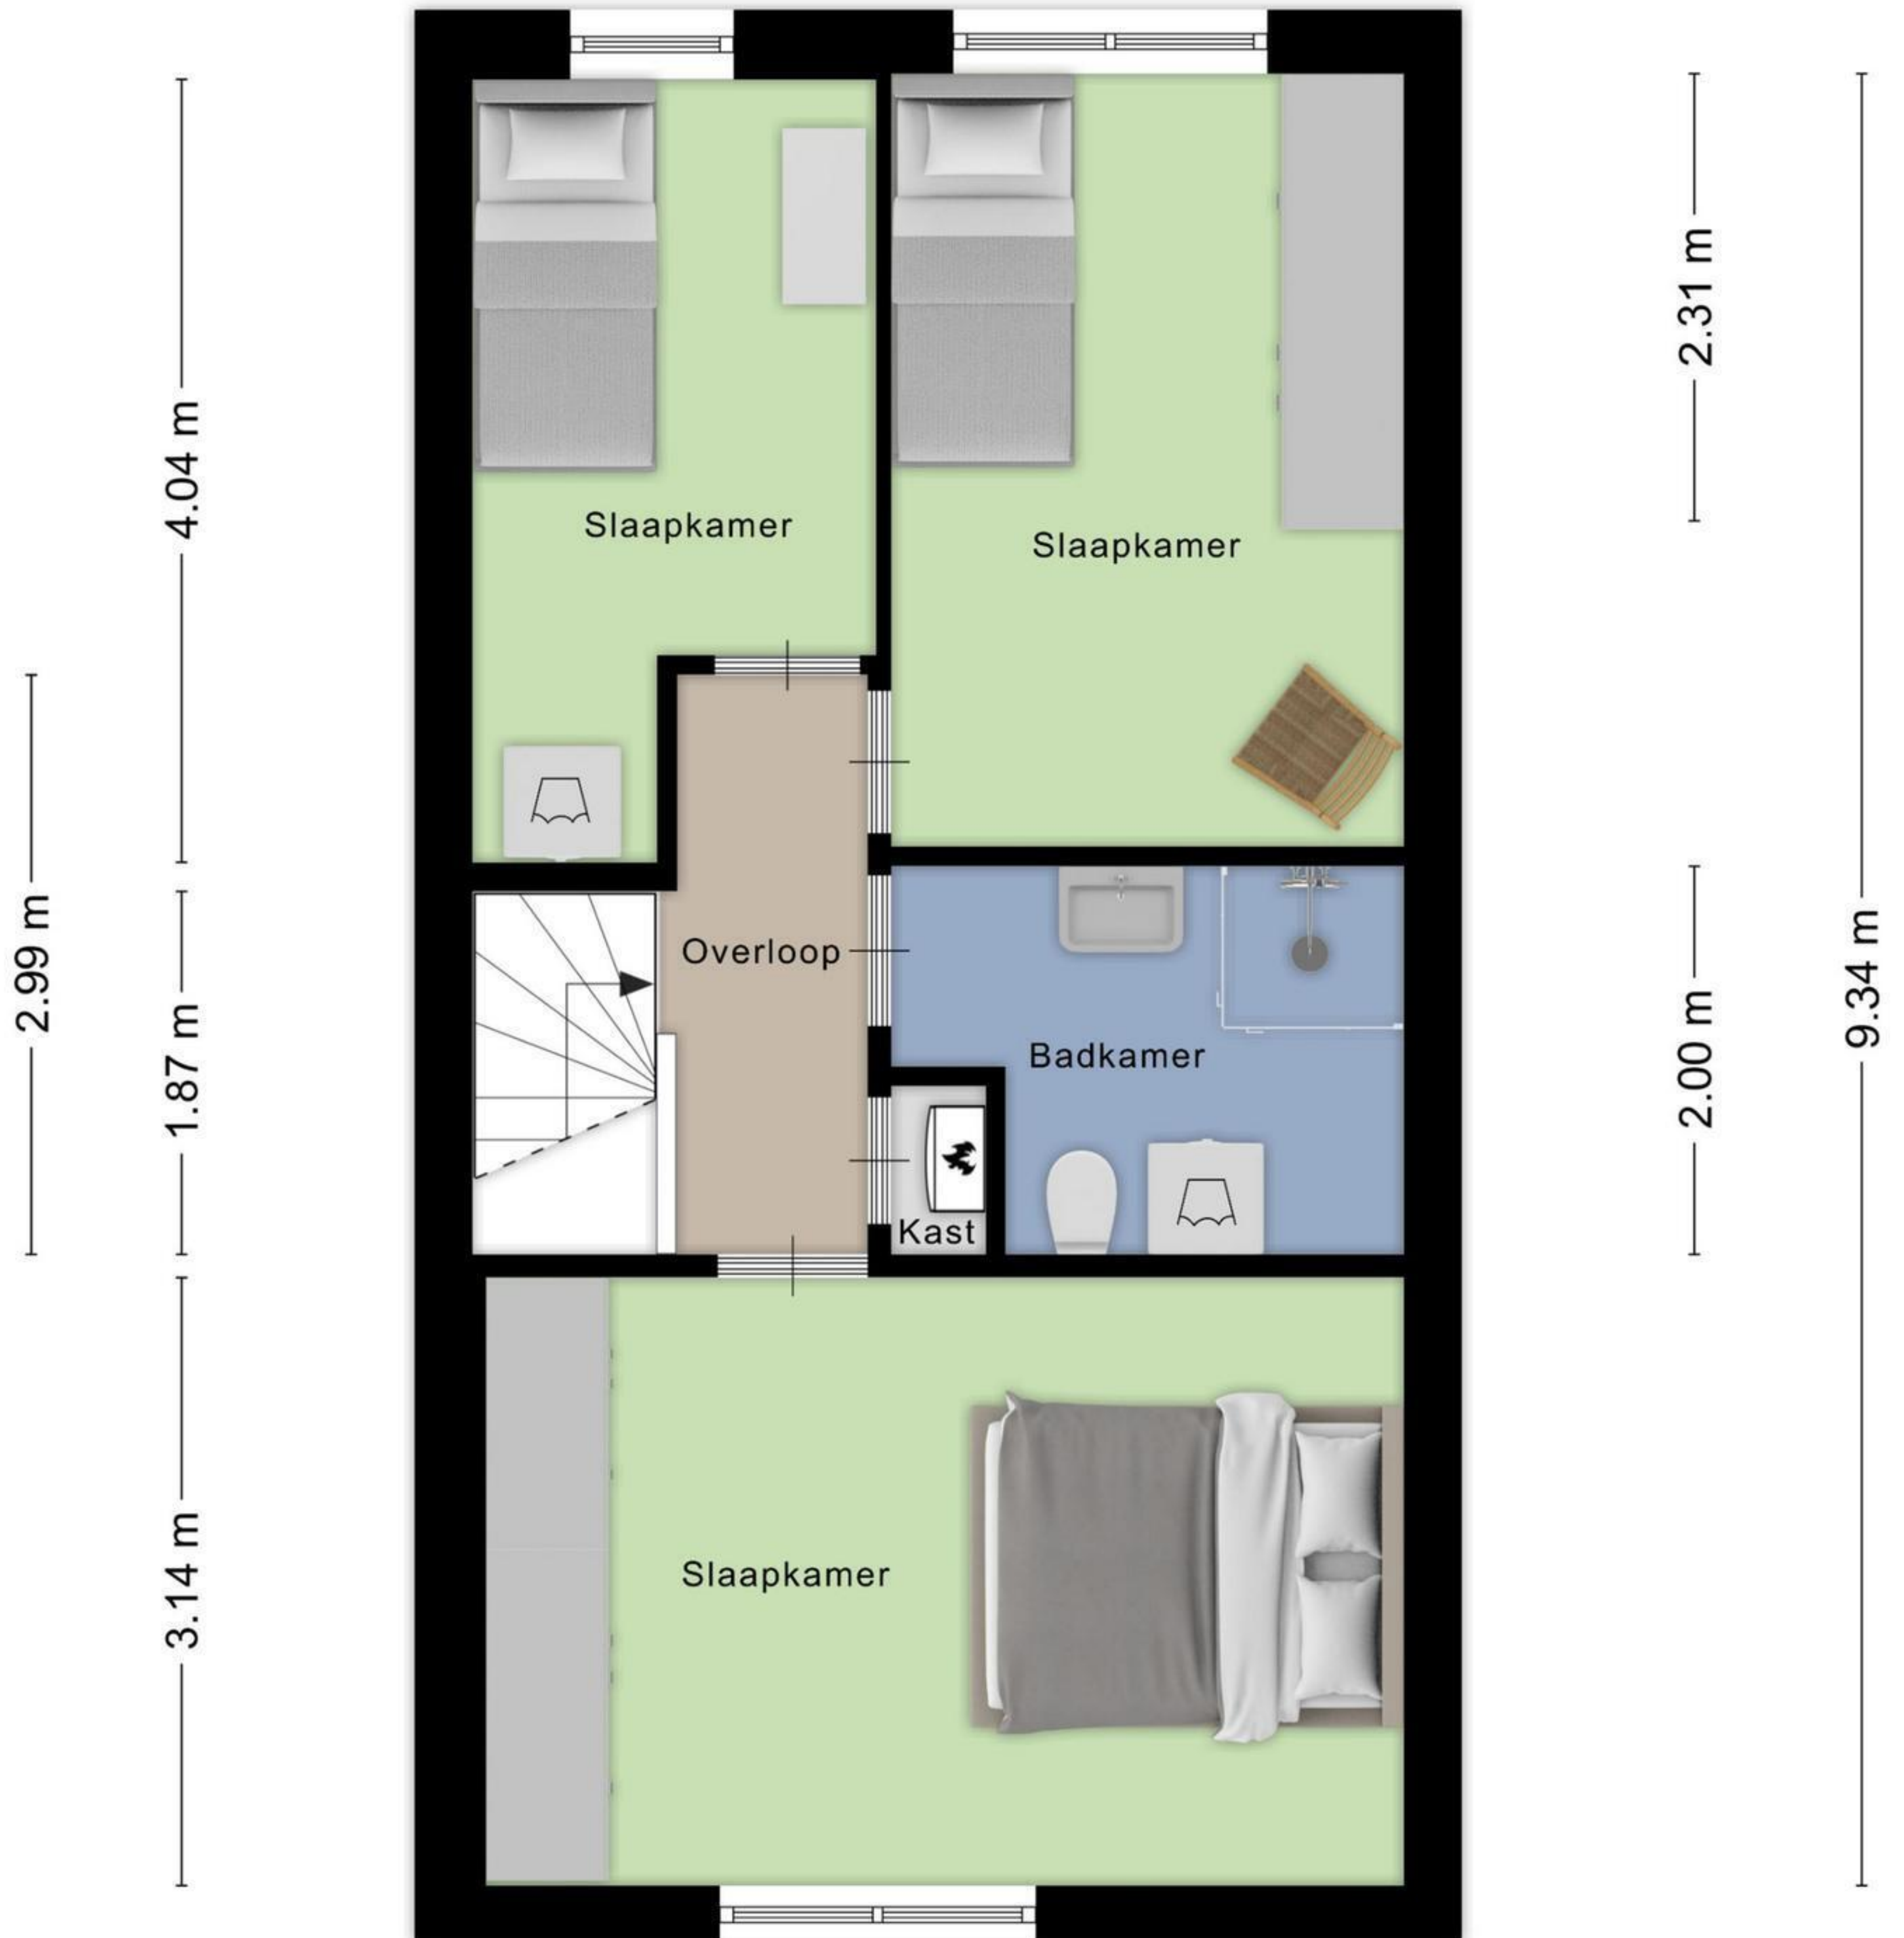 2.31 m
4.04 m
Slaapkamer
Slaapkamer
2.99 m
Overloop
9.34 m
1.87 m
Badkamer
2.00 m
Kast
3.14 m
Slaapkamer